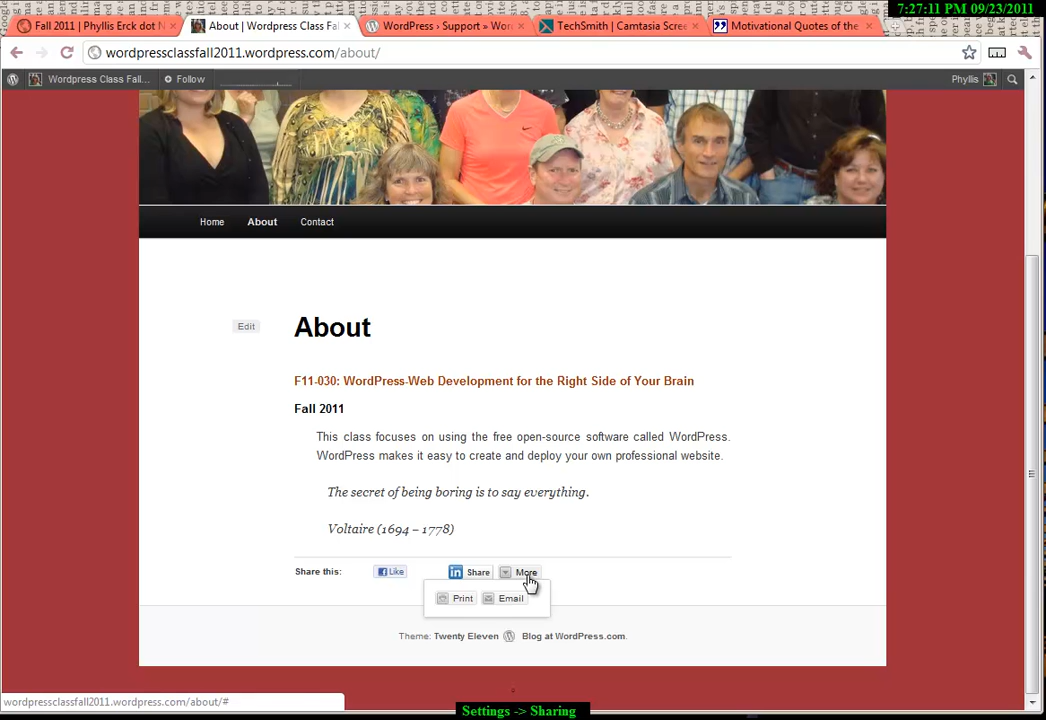 7:27:11 PM 09/23/2011
Fall 2011 | Phyllis Erck dot N
About | Wordpress Class Fal
WordPress › Support » Wor
TechSmith | Camtasia Scree
Motivational Quotes of the
wordpressclassfall2011.wordpress.com/about/
Wordpress Class Fall...
Follow
Phyllis
Home
About
Contact
Edit
About
F11-030: WordPress-Web Development for the Right Side of Your Brain
Fall 2011
This class focuses on using the free open-source software called WordPress.
WordPress makes it easy to create and deploy your own professional website.
The secret of being boring is to say everything.
Voltaire (1694 – 1778)
Share this:
Like
Share
More
Print
Email
Theme: Twenty Eleven
Blog at WordPress.com.
wordpressclassfall2011.wordpress.com/about/#
Settings -> Sharing